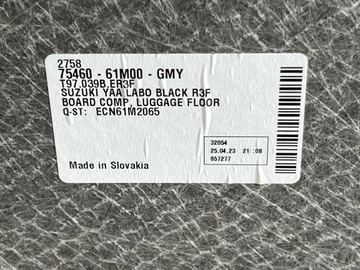 2758
75460 - 61M00 - GMY
T97.039B.ER3F
SUZUKI YAA LABO BLACK R3F
BOARD COMP, LUGGAGE FLOOR
Q-ST: ECN61M2065
32054
25.04.23 21:08
857277
Made in Slovakia